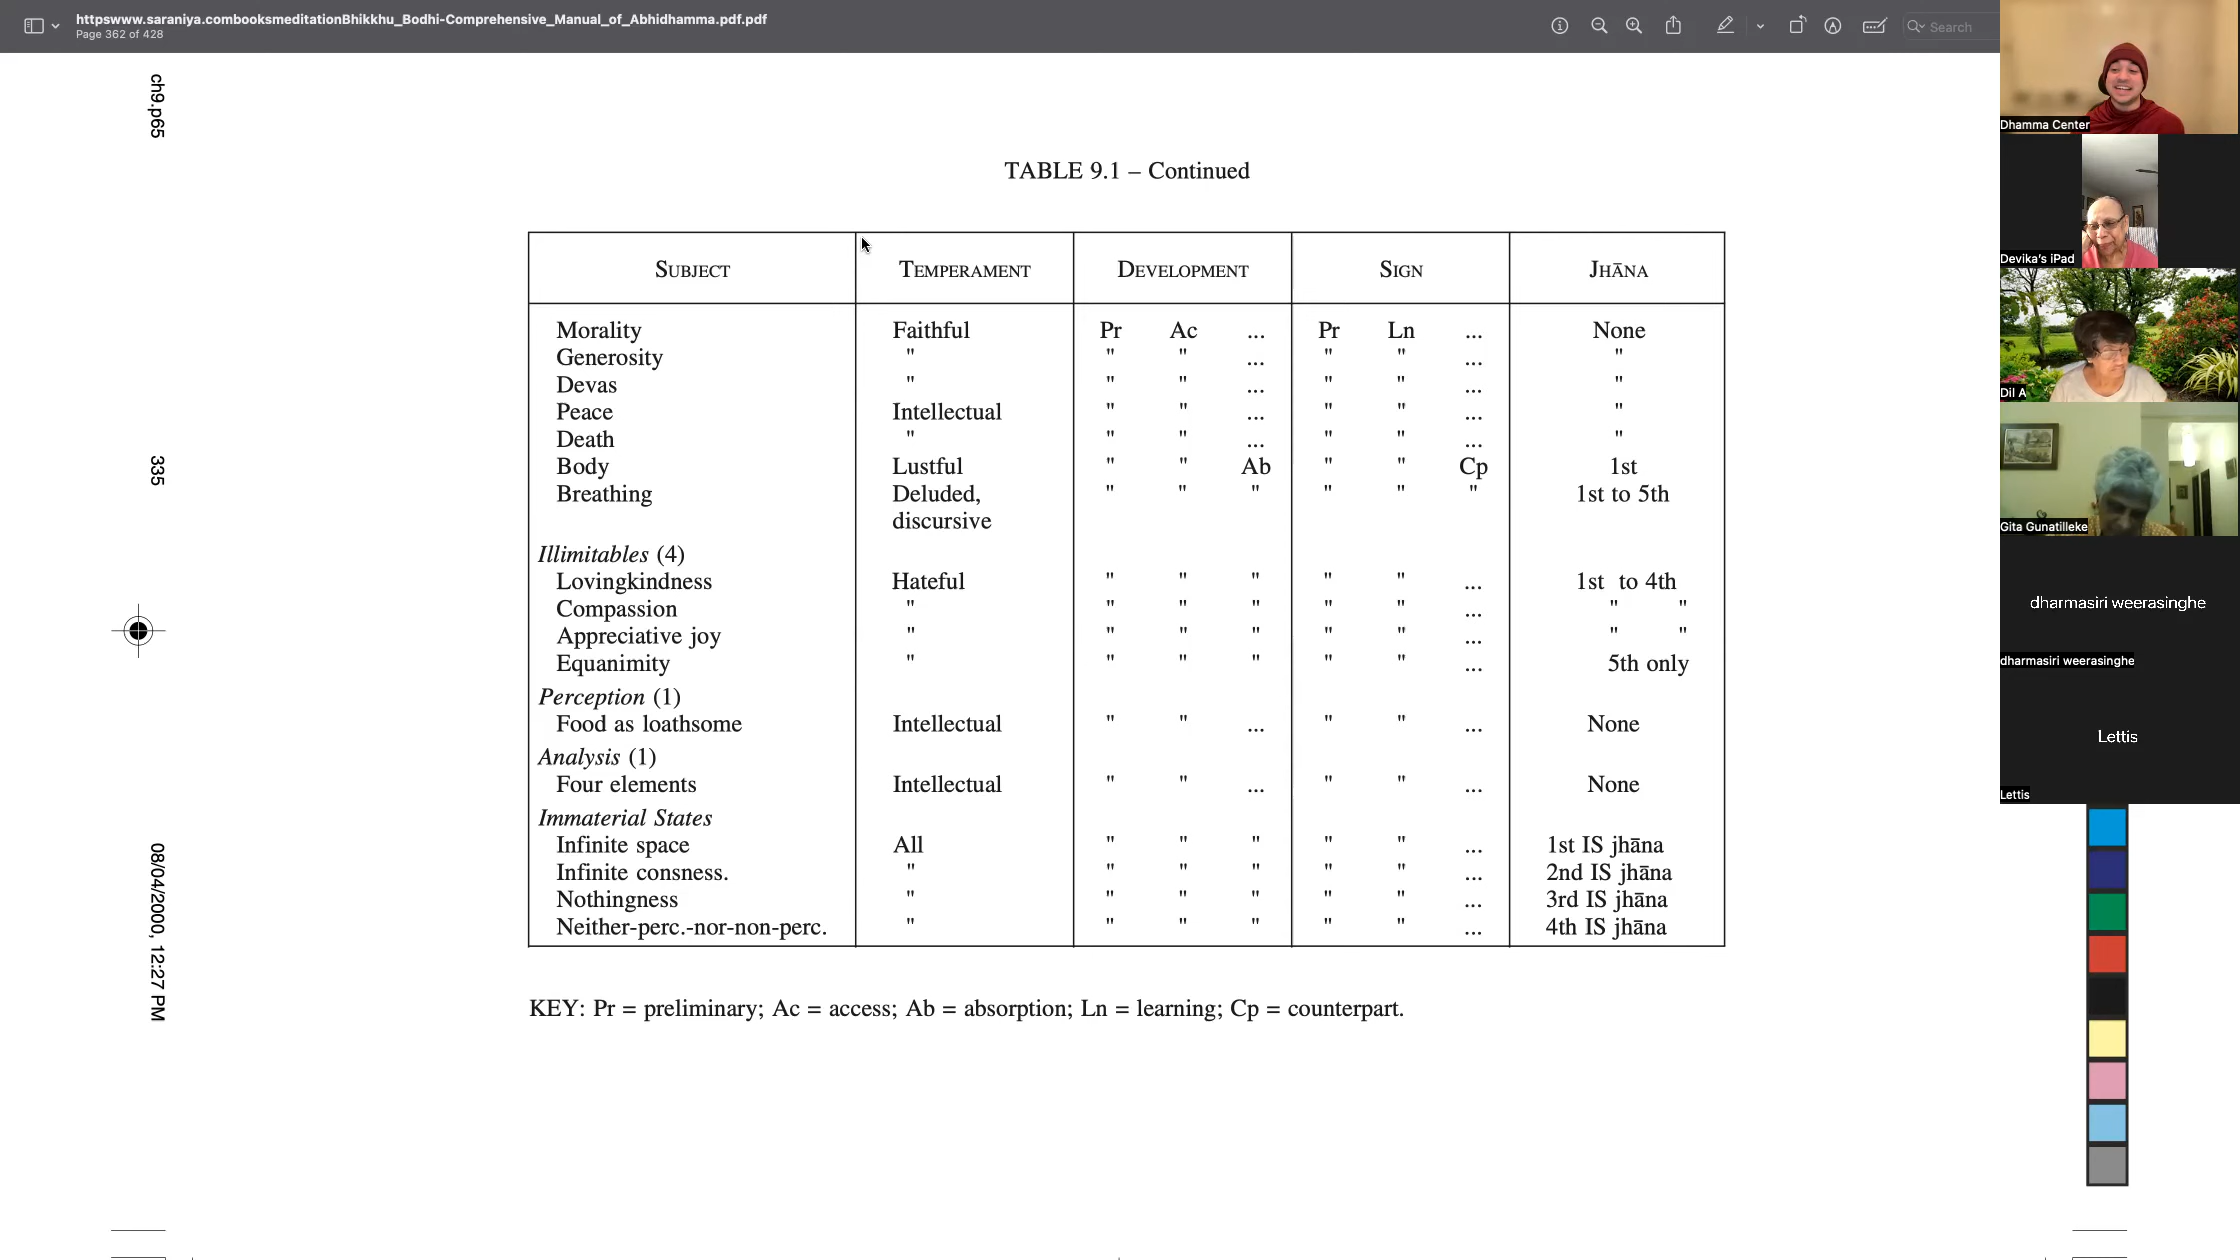 httpswww.saraniya.combooksmeditationBhikkhu_Bodhi-Comprehensive_Manual_of_Abhidhamma.pdf.pdf
Page 362 of 428
Search
ch9.p65
335
08/04/2000, 12:27 PM
TABLE 9.1 – Continued
SUBJECT TEMPERAMENT DEVELOPMENT SIGN JHĀNA
Morality Faithful Pr Ac ... Pr Ln ... None
Generosity " " " ... " " ... "
Devas " " " ... " " ... "
Peace Intellectual " " ... " " ... "
Death " " " ... " " ... "
Body Lustful " " Ab " " Cp 1st
Breathing Deluded, " " " " " " 1st to 5th
discursive
Illimitables (4)
Lovingkindness Hateful " " " " " ... 1st to 4th
Compassion " " " " " " ... " "
Appreciative joy " " " " " " ... " "
Equanimity " " " " " " ... 5th only
Perception (1)
Food as loathsome Intellectual " " ... " " ... None
Analysis (1)
Four elements Intellectual " " ... " " ... None
Immaterial States
Infinite space All " " " " " ... 1st IS jhāna
Infinite consness. " " " " " " ... 2nd IS jhāna
Nothingness " " " " " " ... 3rd IS jhāna
Neither-perc.-nor-non-perc. " " " " " " ... 4th IS jhāna
KEY: Pr = preliminary; Ac = access; Ab = absorption; Ln = learning; Cp = counterpart.
Dhamma Center
Devika's iPad
Dil A
Gita Gunatilleke
dharmasiri weerasinghe
dharmasiri weerasinghe
Lettis
Lettis